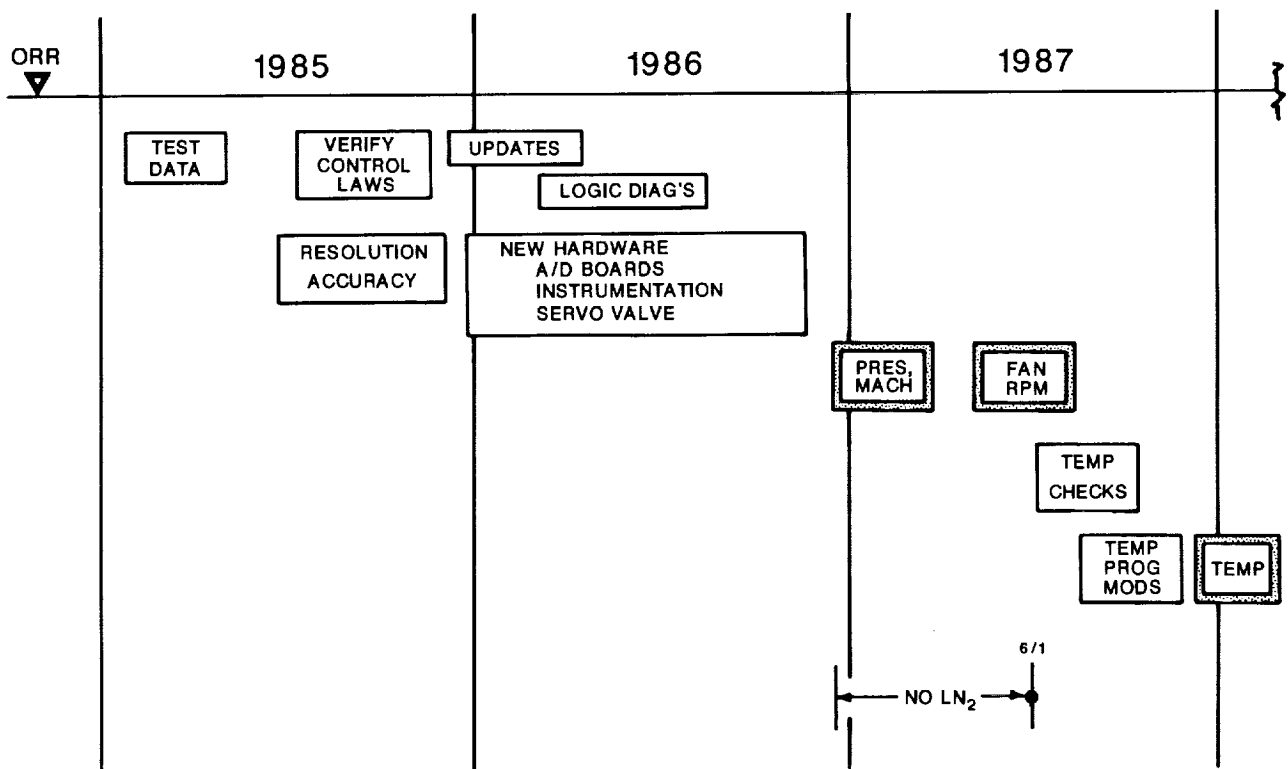 ORR
1985
1986
1987
TEST
DATA
VERIFY
CONTROL
LAWS
UPDATES
LOGIC DIAG'S
RESOLUTION
ACCURACY
NEW HARDWARE
A/D BOARDS
INSTRUMENTATION
SERVO VALVE
PRES,
MACH
FAN
RPM
TEMP
CHECKS
TEMP
PROG
MODS
TEMP
6/1
NO LN₂